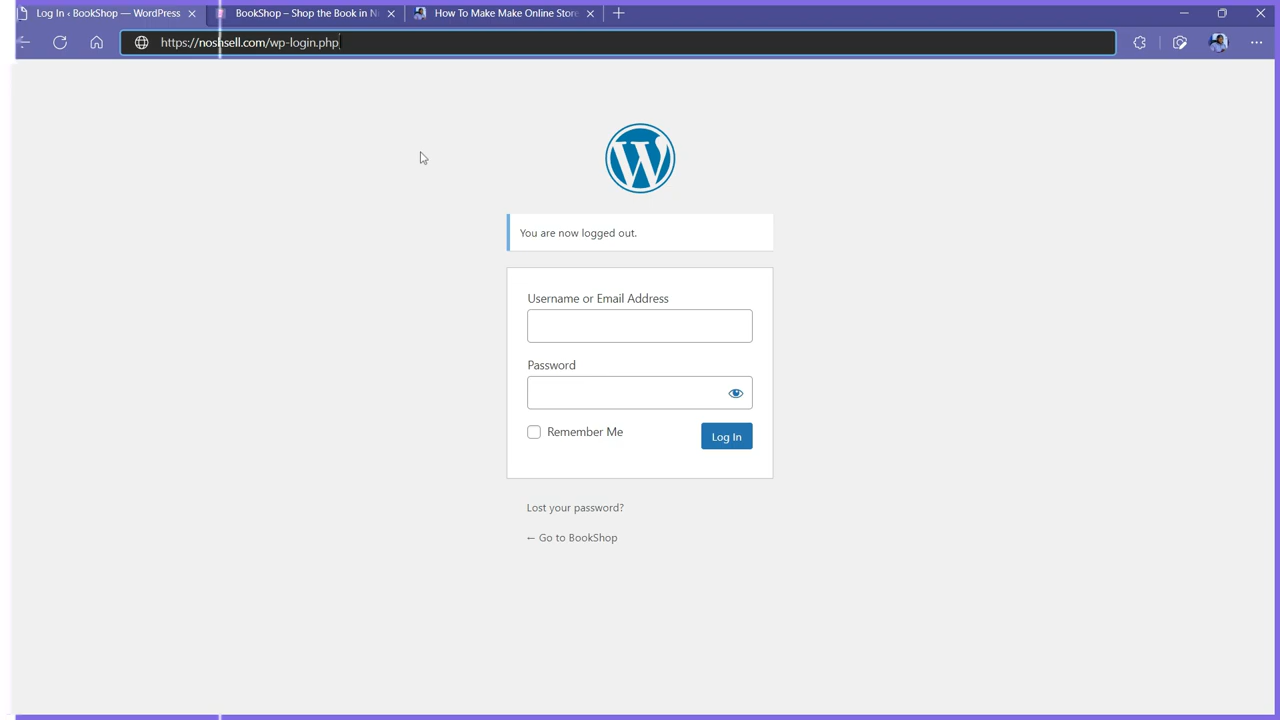 Log In ‹ BookShop — WordPress
BookShop – Shop the Book in N
How To Make Make Online Store
https://noshsell.com/wp-login.php
You are now logged out.
Username or Email Address
Password
Remember Me
Log In
Lost your password?
← Go to BookShop